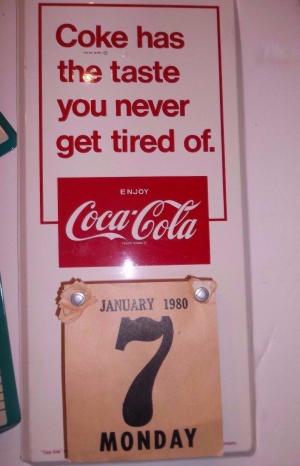 Coke has
the taste
you never
get tired of.
ENJOY
Coca-Cola
JANUARY 1980
7
MONDAY